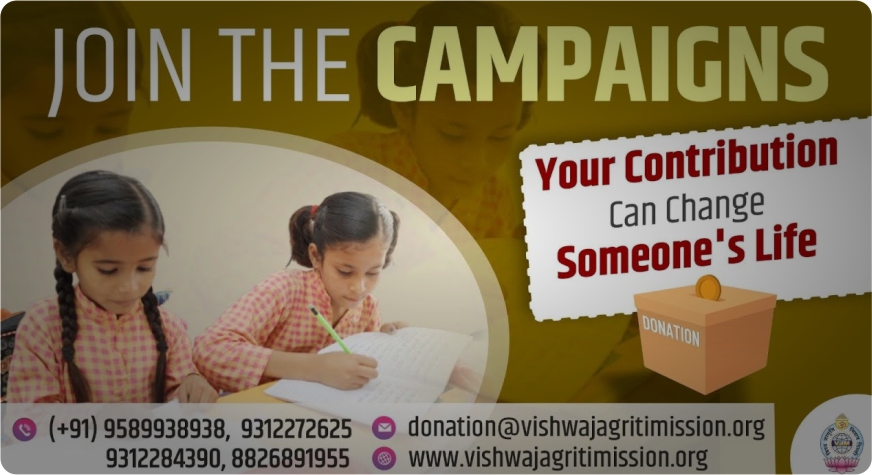 JOIN THE CAMPAIGNS
Your Contribution
Can Change
Someone's Life
DONATION
(+91) 9589938938, 9312272625
9312284390, 8826891955
donation@vishwajagritimission.org
www.vishwajagritimission.org